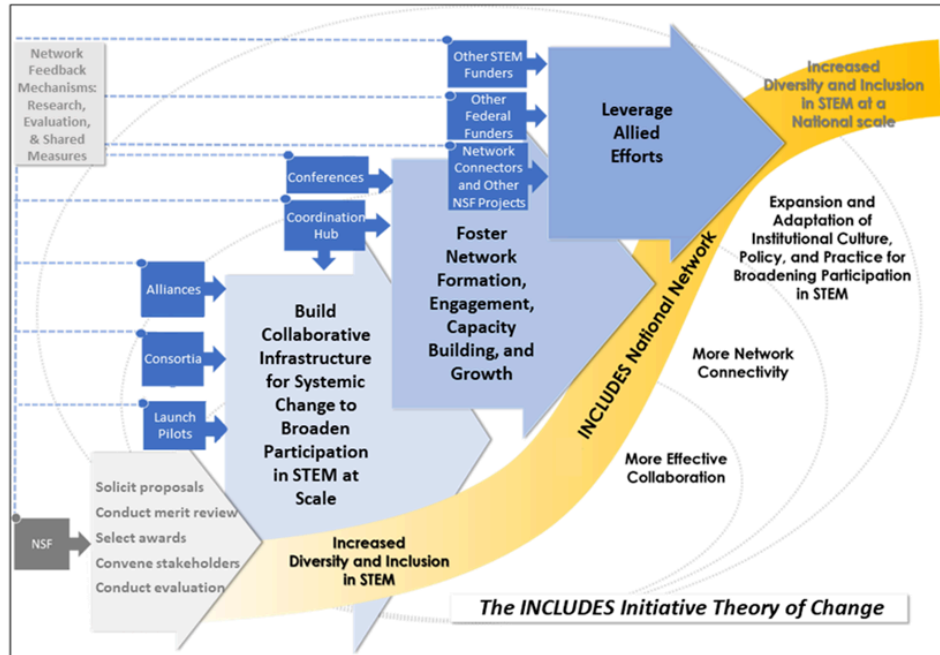 Network
Feedback
Mechanisms:
Research,
Evaluation,
& Shared
Measures
Other STEM
Funders
Other
Federal
Funders
Network
Connectors
and Other
NSF Projects
Leverage
Allied
Efforts
Increased
Diversity and Inclusion
in STEM at a
National scale
Conferences
Coordination
Hub
Foster
Network
Formation,
Engagement,
Capacity
Building, and
Growth
Expansion and
Adaptation of
Institutional Culture,
Policy, and Practice for
Broadening Participation
in STEM
Alliances
Consortia
Launch
Pilots
Build
Collaborative
Infrastructure
for Systemic
Change to
Broaden
Participation
in STEM at
Scale
INCLUDES National Network
More Network
Connectivity
More Effective
Collaboration
NSF
Solicit proposals
Conduct merit review
Select awards
Convene stakeholders
Conduct evaluation
Increased
Diversity and Inclusion
in STEM
The INCLUDES Initiative Theory of Change